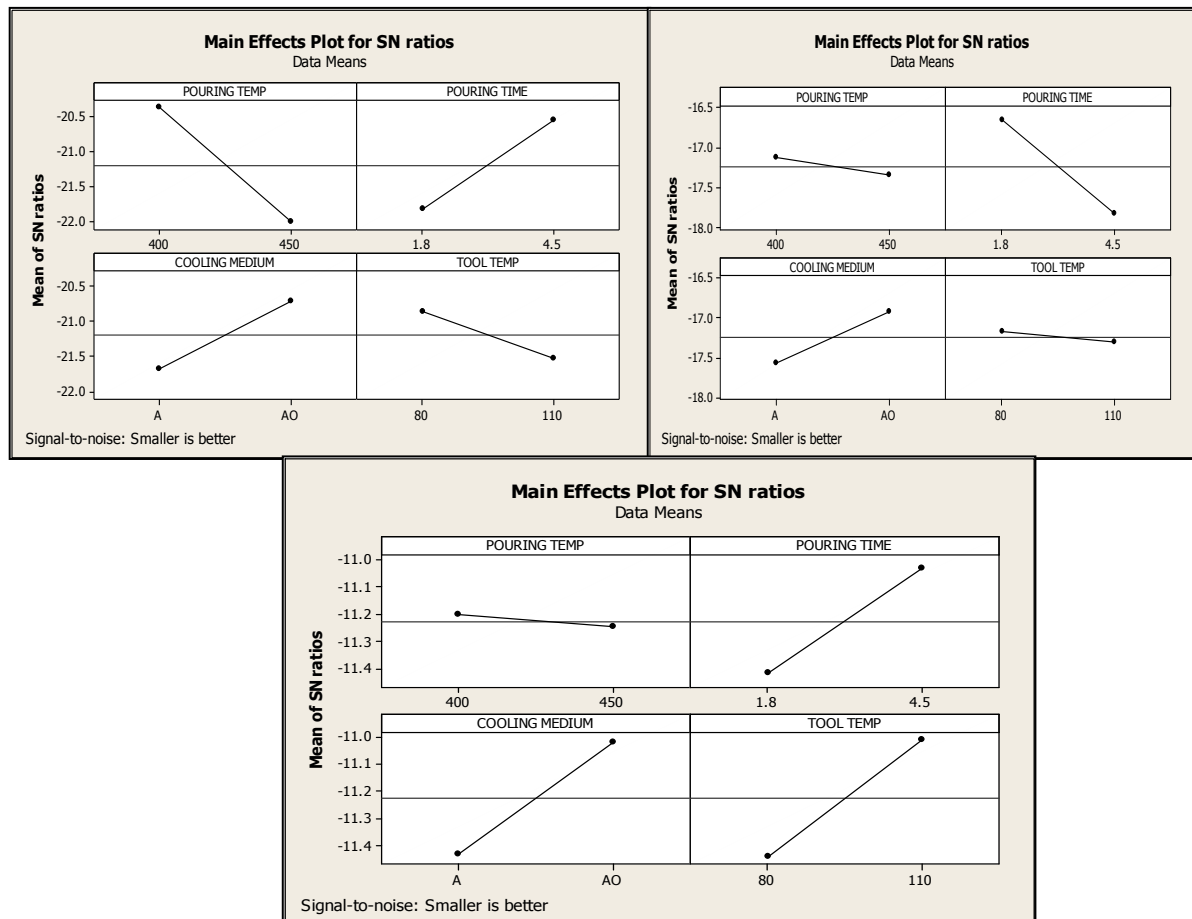 Main Effects Plot for SN ratios
Data Means
POURING TEMP POURING TIME
Mean of SN ratios
-20.5
-21.0
-21.5
-22.0
400 450 1.8 4.5
COOLING MEDIUM TOOL TEMP
-20.5
-21.0
-21.5
-22.0
A AO 80 110
Signal-to-noise: Smaller is better
Main Effects Plot for SN ratios
Data Means
POURING TEMP POURING TIME
Mean of SN ratios
-16.5
-17.0
-17.5
-18.0
400 450 1.8 4.5
COOLING MEDIUM TOOL TEMP
-16.5
-17.0
-17.5
-18.0
A AO 80 110
Signal-to-noise: Smaller is better
Main Effects Plot for SN ratios
Data Means
POURING TEMP POURING TIME
Mean of SN ratios
-11.0
-11.1
-11.2
-11.3
-11.4
400 450 1.8 4.5
COOLING MEDIUM TOOL TEMP
-11.0
-11.1
-11.2
-11.3
-11.4
A AO 80 110
Signal-to-noise: Smaller is better